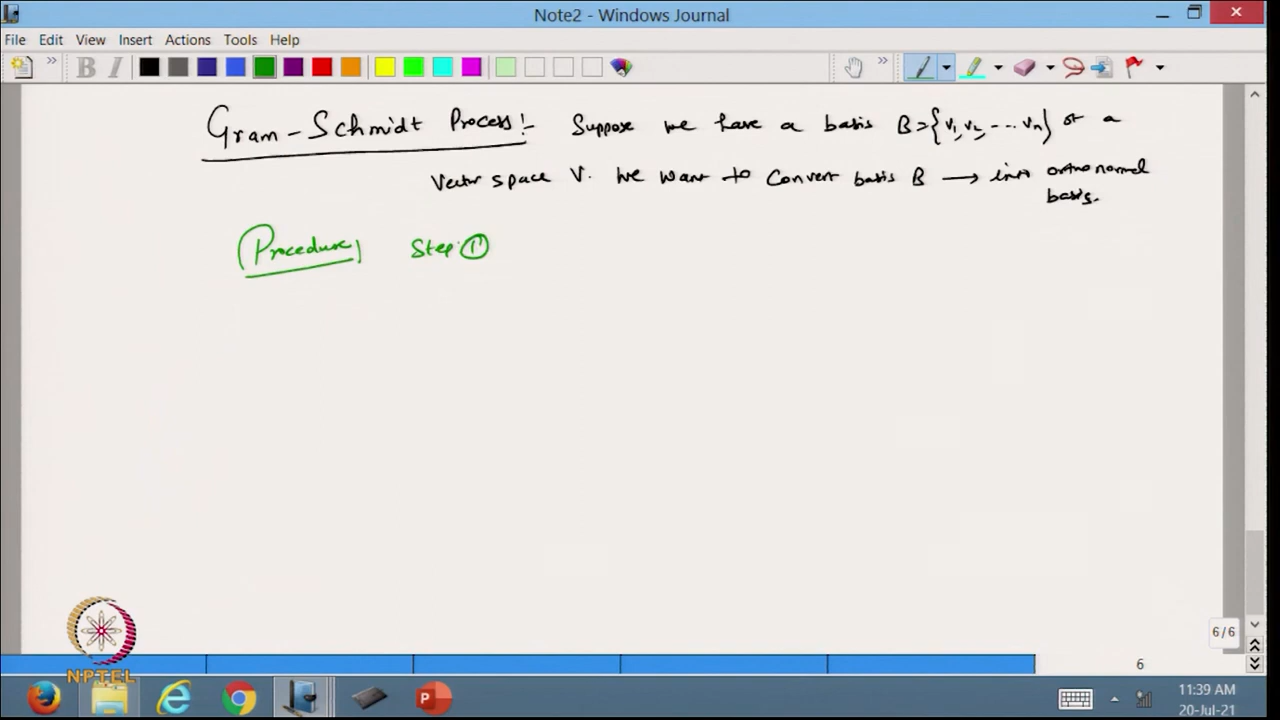 Note2 - Windows Journal
File Edit View Insert Actions Tools Help
Gram-Schmidt Process:- Suppose we have a basis B={v1, v2, ... vn} of a
Vector space V. We want to Convert basis B → into orthonormal
basis.
Procedure Step ①
6/6
6
NPTEL
11:39 AM
20-Jul-21